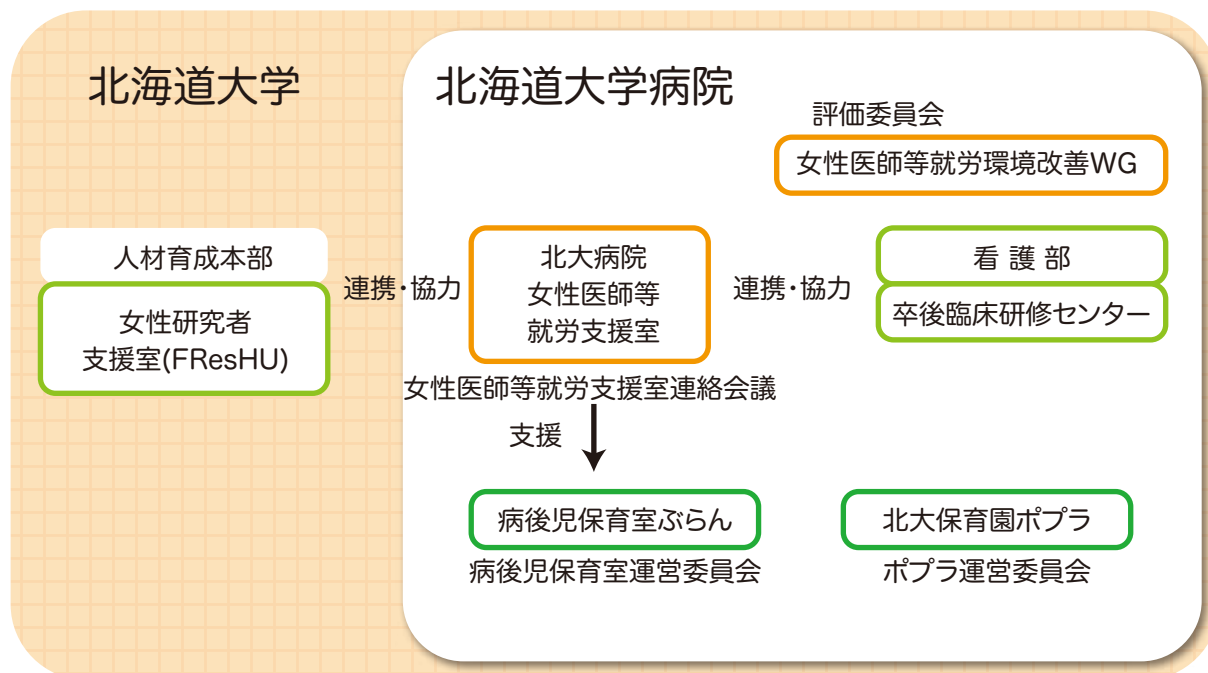 北海道大学
北海道大学病院
評価委員会
女性医師等就労環境改善WG
人材育成本部
女性研究者
支援室(FResHU)
連携・協力
北大病院
女性医師等
就労支援室
連携・協力
看 護 部
卒後臨床研修センター
女性医師等就労支援室連絡会議
支援
病後児保育室ぶらん
病後児保育室運営委員会
北大保育園ポプラ
ポプラ運営委員会